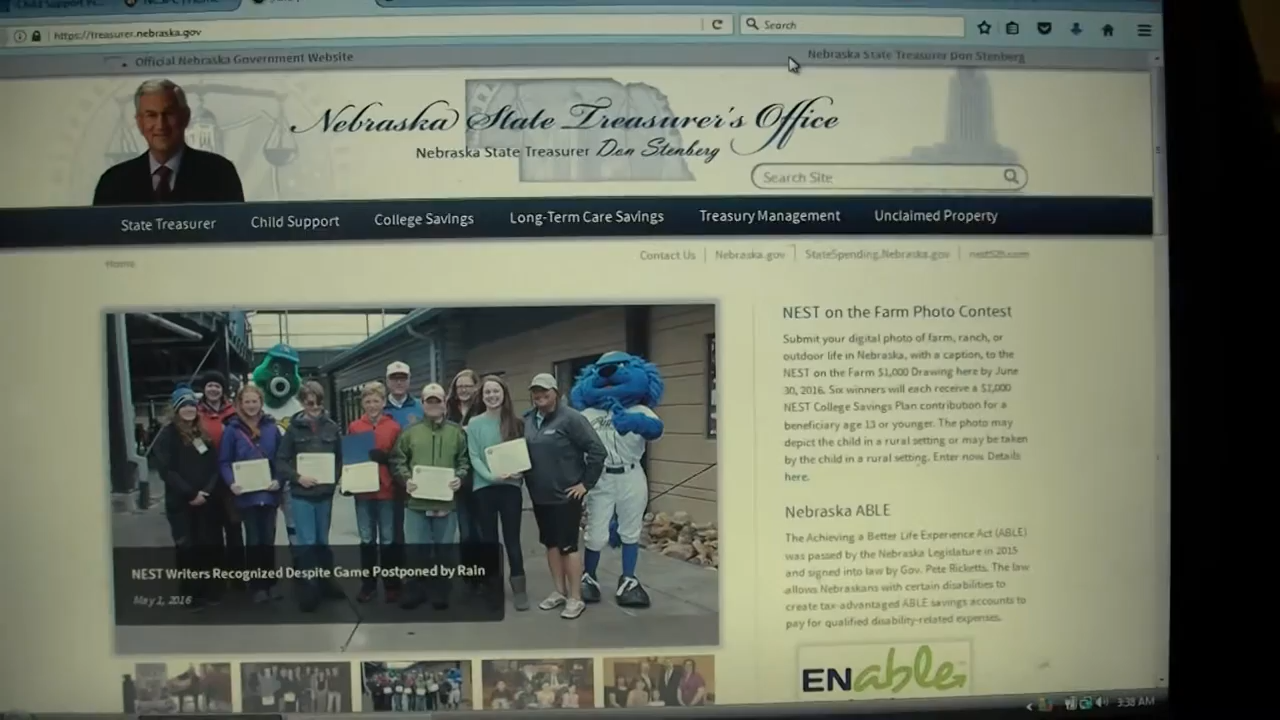 Child Support
https://treasurer.nebraska.gov
Search
Official Nebraska Government Website
Nebraska State Treasurer Don Stenberg
Nebraska State Treasurer's Office
Nebraska State Treasurer Don Stenberg
Search Site
State Treasurer
Child Support
College Savings
Long-Term Care Savings
Treasury Management
Unclaimed Property
Home
Contact Us
Nebraska.gov
StateSpending.Nebraska.gov
nest529.com
NEST Writers Recognized Despite Game Postponed by Rain
May 2, 2016
NEST on the Farm Photo Contest
Submit your digital photo of farm, ranch, or
outdoor life in Nebraska, with a caption, to the
NEST on the Farm $1,000 Drawing here by June
30, 2016. Six winners will each receive a $1,000
NEST College Savings Plan contribution for a
beneficiary age 13 or younger. The photo may
depict the child in a rural setting or may be taken
by the child in a rural setting. Enter now. Details
here.
Nebraska ABLE
The Achieving a Better Life Experience Act (ABLE)
was passed by the Nebraska Legislature in 2015
and signed into law by Gov. Pete Ricketts. The law
allows Nebraskans with certain disabilities to
create tax-advantaged ABLE savings accounts to
pay for qualified disability-related expenses.
ENable
3:38 AM